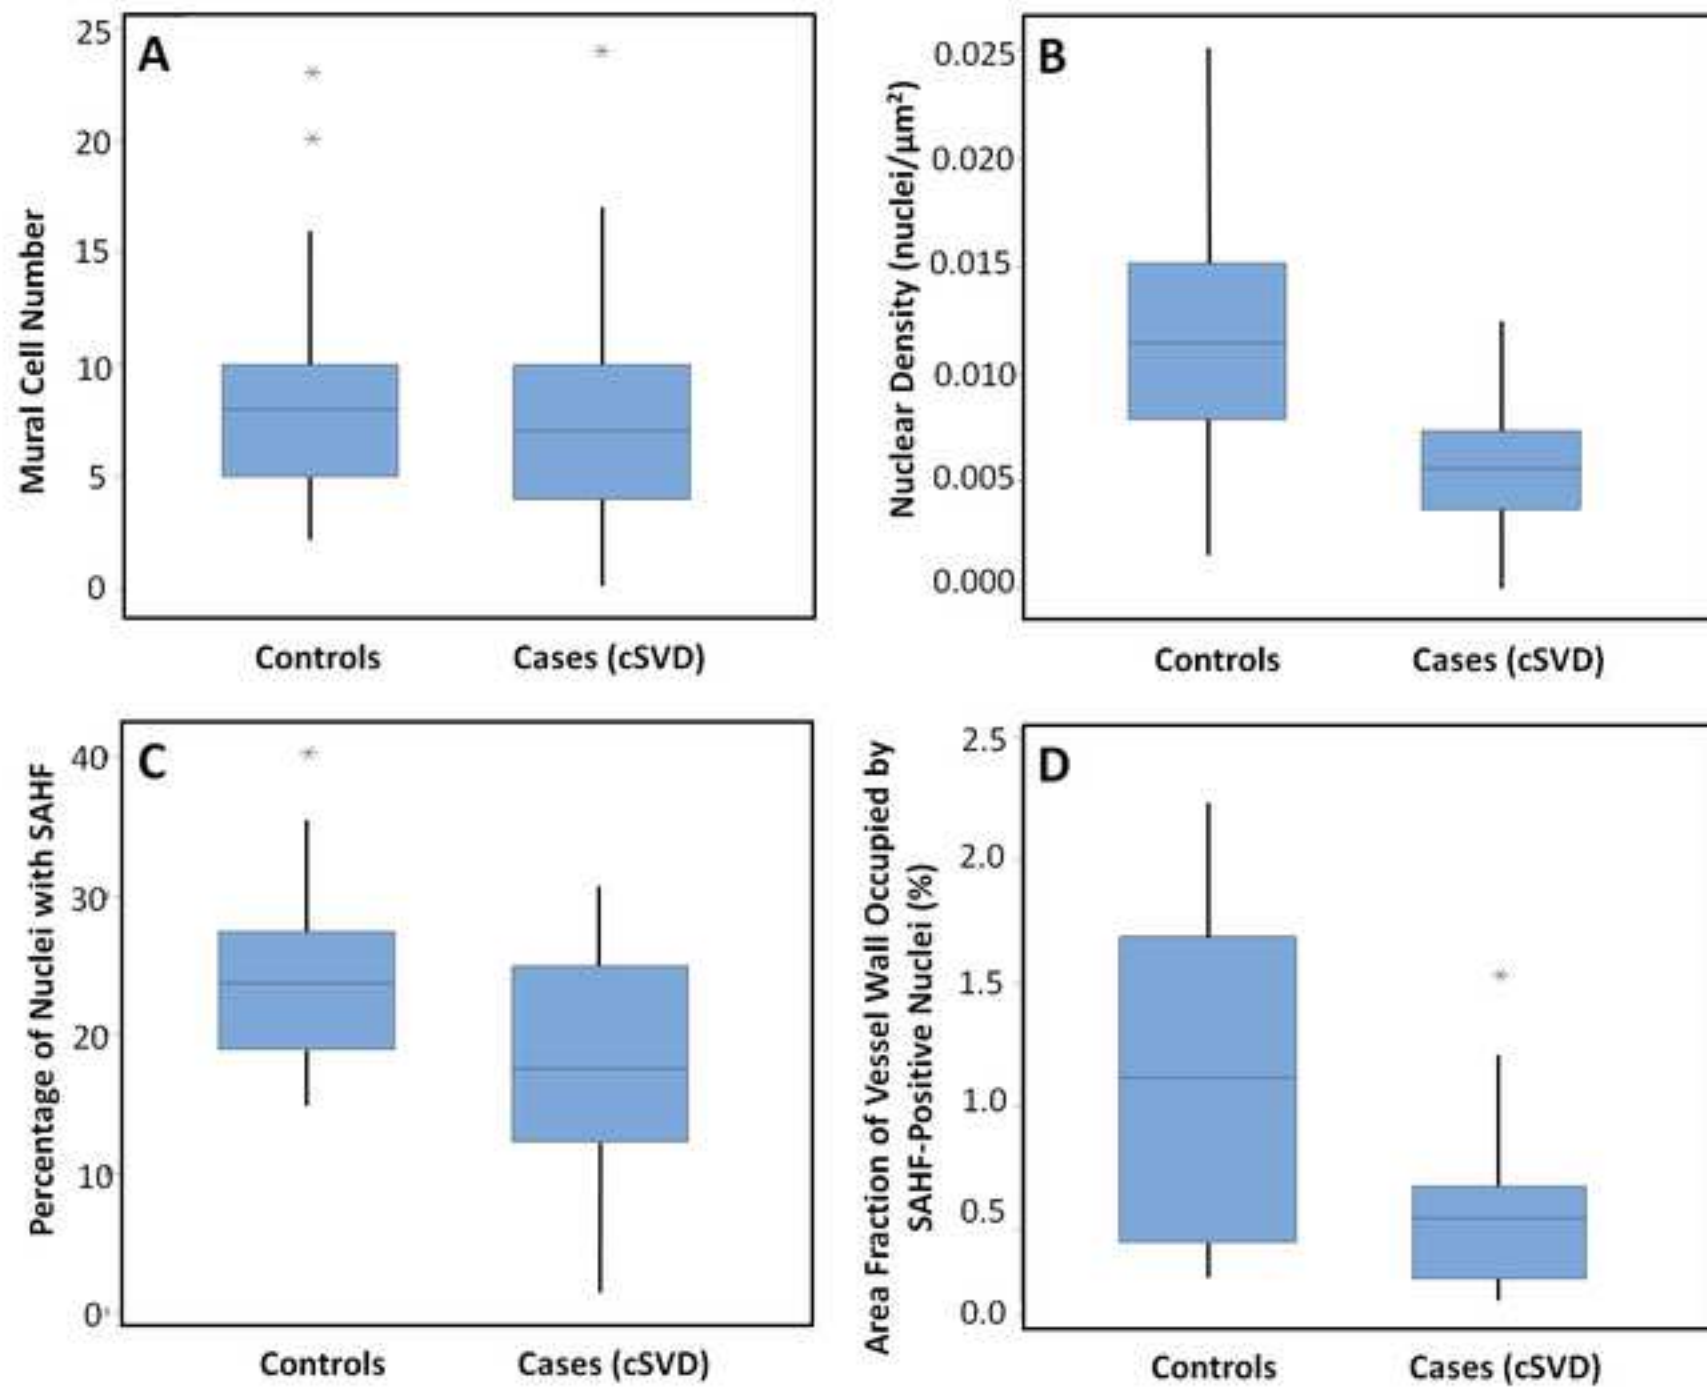 A
Mural Cell Number
25
20
15
10
5
0
Controls
Cases (cSVD)
B
Nuclear Density (nuclei/µm²)
0.025
0.020
0.015
0.010
0.005
0.000
Controls
Cases (cSVD)
C
Percentage of Nuclei with SAHF
40
30
20
10
0
Controls
Cases (cSVD)
D
Area Fraction of Vessel Wall Occupied by
SAHF-Positive Nuclei (%)
2.5
2.0
1.5
1.0
0.5
0.0
Controls
Cases (cSVD)